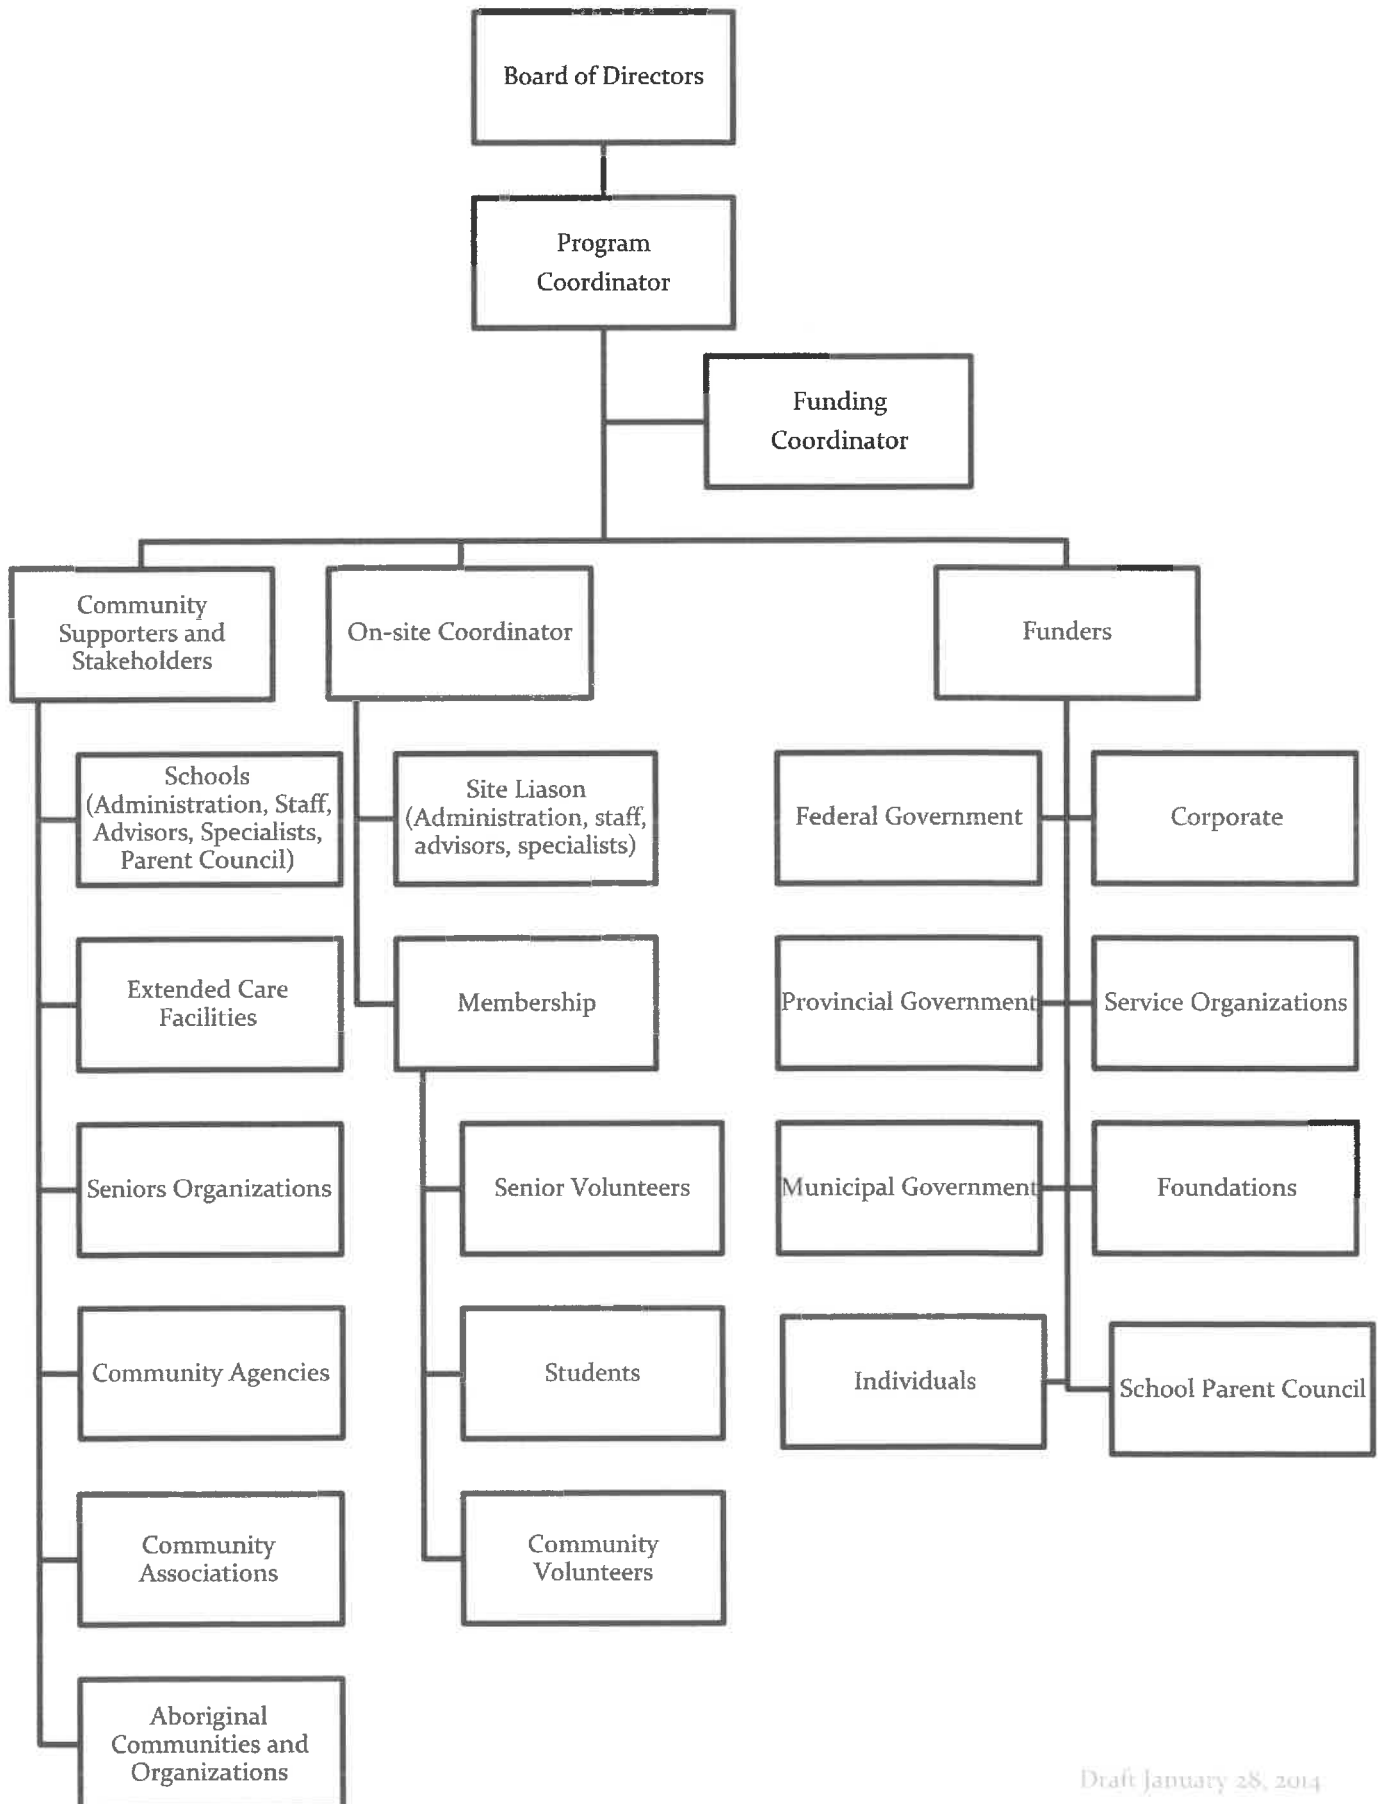 Board of Directors
Program
Coordinator
Funding
Coordinator
Community
Supporters and
Stakeholders
On-site Coordinator
Funders
Schools
(Administration, Staff,
Advisors, Specialists,
Parent Council)
Site Liason
(Administration, staff,
advisors, specialists)
Federal Government
Corporate
Extended Care
Facilities
Membership
Provincial Government
Service Organizations
Seniors Organizations
Senior Volunteers
Municipal Government
Foundations
Community Agencies
Students
Individuals
School Parent Council
Community
Associations
Community
Volunteers
Aboriginal
Communities and
Organizations
Draft January 28, 2014